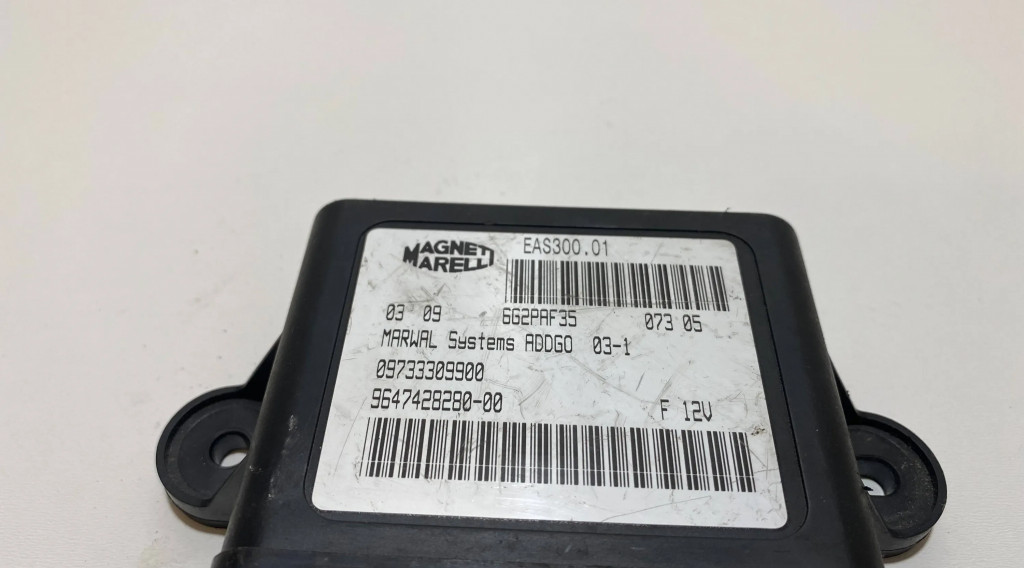 MAGNETI
MARELLI
EAS300.01
03 09 6G2PAF35 073 05
MARWAL Systems ADDGO 03-1
09733309900
9647428280-00 F 12V